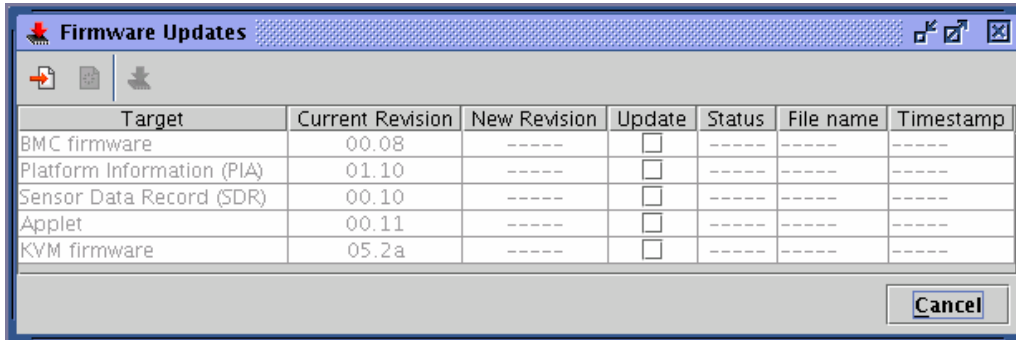 Firmware Updates
Target Current Revision New Revision Update Status File name Timestamp
BMC firmware 00.08 ----- ----- ----- -----
Platform Information (PIA) 01.10 ----- ----- ----- -----
Sensor Data Record (SDR) 00.10 ----- ----- ----- -----
Applet 00.11 ----- ----- ----- -----
KVM firmware 05.2a ----- ----- ----- -----
Cancel